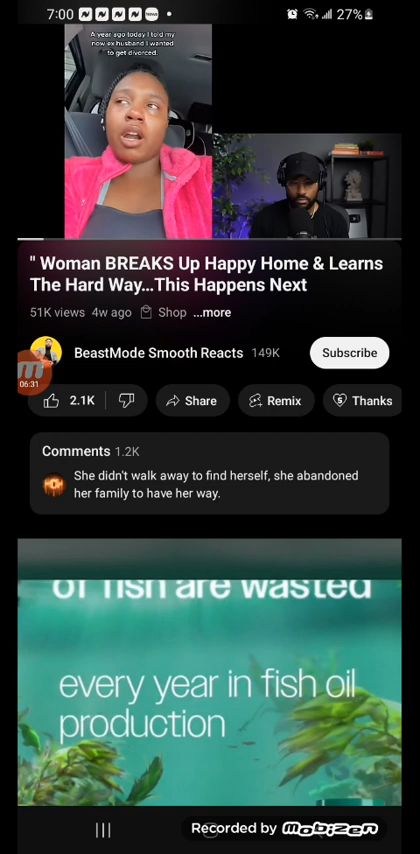 7:00
27%
A year ago today I told my
now ex husband I wanted
to get divorced.
" Woman BREAKS Up Happy Home & Learns
The Hard Way...This Happens Next
51K views 4w ago Shop ...more
BeastMode Smooth Reacts 149K
Subscribe
06:31
2.1K
Share
Remix
Thanks
Comments 1.2K
She didn't walk away to find herself, she abandoned
her family to have her way.
of fish are wasted
every year in fish oil
production
Recorded by mobizen